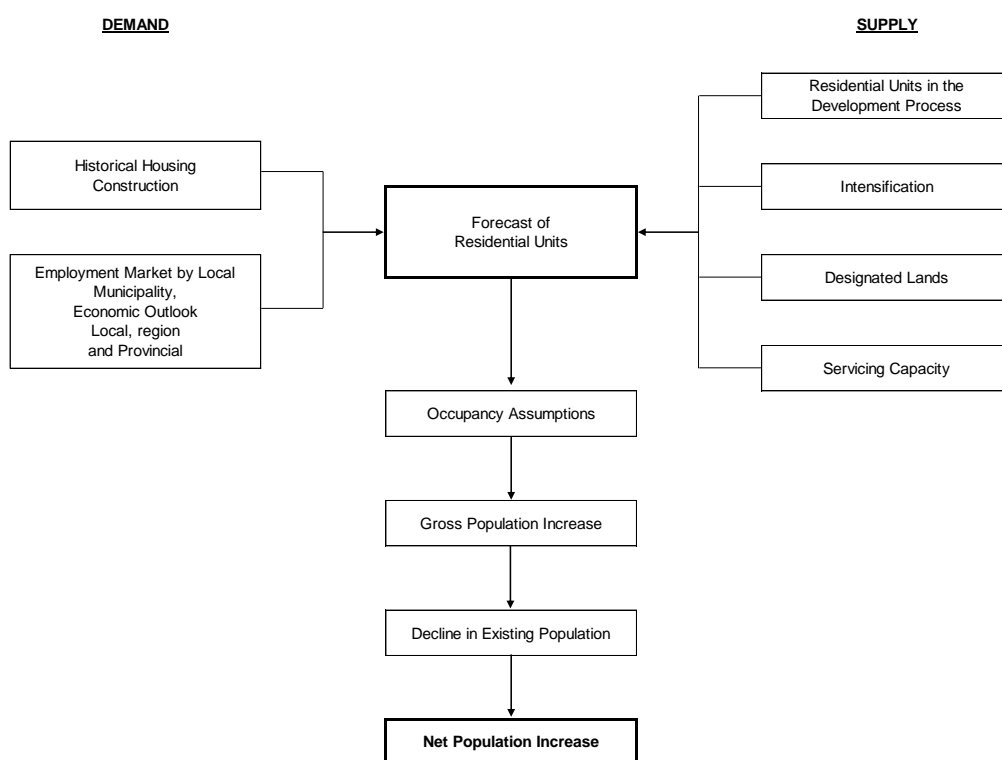 DEMAND
SUPPLY
Residential Units in the
Development Process
Historical Housing
Construction
Intensification
Forecast of
Residential Units
Employment Market by Local
Municipality,
Economic Outlook
Local, region
and Provincial
Designated Lands
Servicing Capacity
Occupancy Assumptions
Gross Population Increase
Decline in Existing Population
Net Population Increase